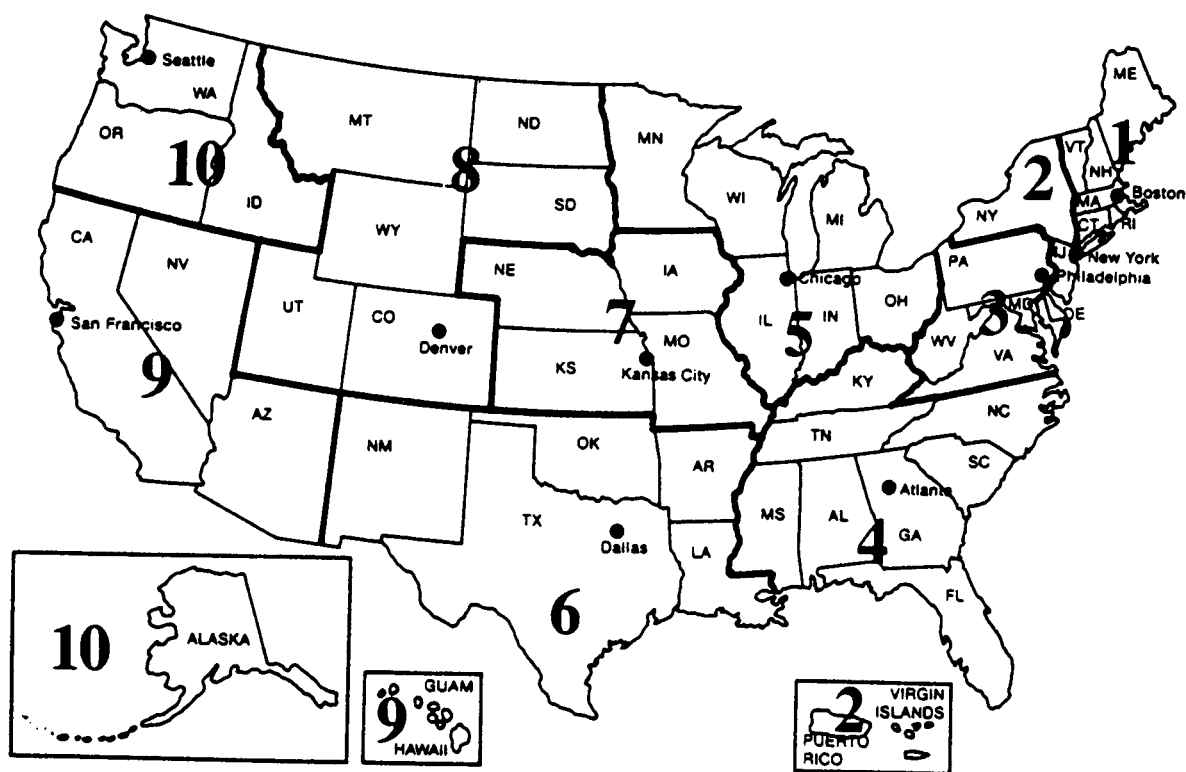 Seattle
WA
ME
MT
ND
OR
MN
VT
1
10
8
NH
2
ID
SD
WI
MI
NY
MA
Boston
WY
CT
RI
CA
NV
NE
IA
PA
NJ
New York
Chicago
Philadelphia
UT
CO
OH
MD
DE
San Francisco
7
IL
IN
3
5
MO
WV
Denver
VA
KS
Kansas City
9
KY
AZ
NC
NM
OK
TN
AR
SC
Atlanta
TX
MS
AL
GA
Dallas
LA
4
FL
6
10
ALASKA
GUAM
9
HAWAII
2
VIRGIN
ISLANDS
PUERTO
RICO